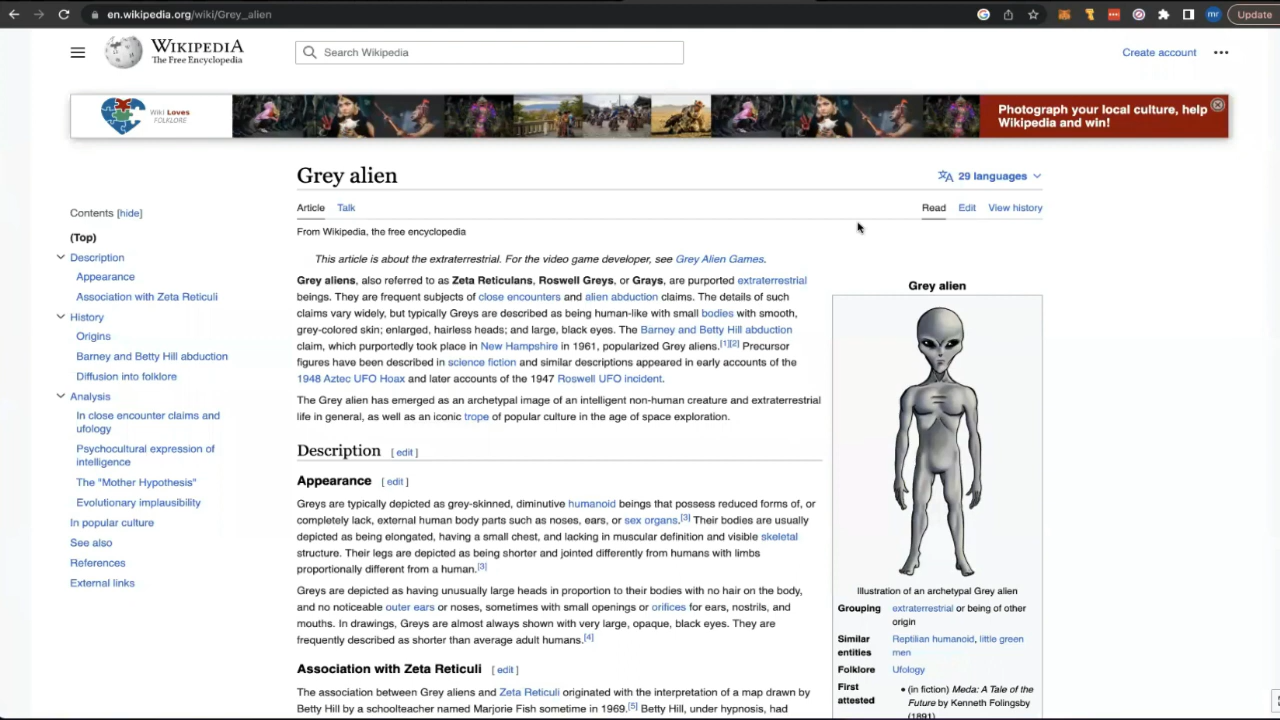 en.wikipedia.org/wiki/Grey_alien
mr
Update
WIKIPEDIA
The Free Encyclopedia
Search Wikipedia
Create account
Wiki Loves
FOLKLORE
Photograph your local culture, help
Wikipedia and win!
Grey alien
29 languages
Article Talk
Read Edit View history
From Wikipedia, the free encyclopedia
Contents [hide]
(Top)
Description
Appearance
Association with Zeta Reticuli
History
Origins
Barney and Betty Hill abduction
Diffusion into folklore
Analysis
In close encounter claims and
ufology
Psychocultural expression of
intelligence
The "Mother Hypothesis"
Evolutionary implausibility
In popular culture
See also
References
External links
This article is about the extraterrestrial. For the video game developer, see Grey Alien Games.
Grey aliens, also referred to as Zeta Reticulans, Roswell Greys, or Grays, are purported extraterrestrial
beings. They are frequent subjects of close encounters and alien abduction claims. The details of such
claims vary widely, but typically Greys are described as being human-like with small bodies with smooth,
grey-colored skin; enlarged, hairless heads; and large, black eyes. The Barney and Betty Hill abduction
claim, which purportedly took place in New Hampshire in 1961, popularized Grey aliens.[1][2] Precursor
figures have been described in science fiction and similar descriptions appeared in early accounts of the
1948 Aztec UFO Hoax and later accounts of the 1947 Roswell UFO incident.
The Grey alien has emerged as an archetypal image of an intelligent non-human creature and extraterrestrial
life in general, as well as an iconic trope of popular culture in the age of space exploration.
Description [ edit ]
Appearance [ edit ]
Greys are typically depicted as grey-skinned, diminutive humanoid beings that possess reduced forms of, or
completely lack, external human body parts such as noses, ears, or sex organs.[3] Their bodies are usually
depicted as being elongated, having a small chest, and lacking in muscular definition and visible skeletal
structure. Their legs are depicted as being shorter and jointed differently from humans with limbs
proportionally different from a human.[3]
Greys are depicted as having unusually large heads in proportion to their bodies with no hair on the body,
and no noticeable outer ears or noses, sometimes with small openings or orifices for ears, nostrils, and
mouths. In drawings, Greys are almost always shown with very large, opaque, black eyes. They are
frequently described as shorter than average adult humans.[4]
Association with Zeta Reticuli [ edit ]
The association between Grey aliens and Zeta Reticuli originated with the interpretation of a map drawn by
Betty Hill by a schoolteacher named Marjorie Fish sometime in 1969.[5] Betty Hill, under hypnosis, had
Grey alien
Illustration of an archetypal Grey alien
Grouping extraterrestrial or being of other
origin
Similar Reptilian humanoid, little green
entities men
Folklore Ufology
First • (in fiction) Meda: A Tale of the
attested Future by Kenneth Folingsby
(1891)